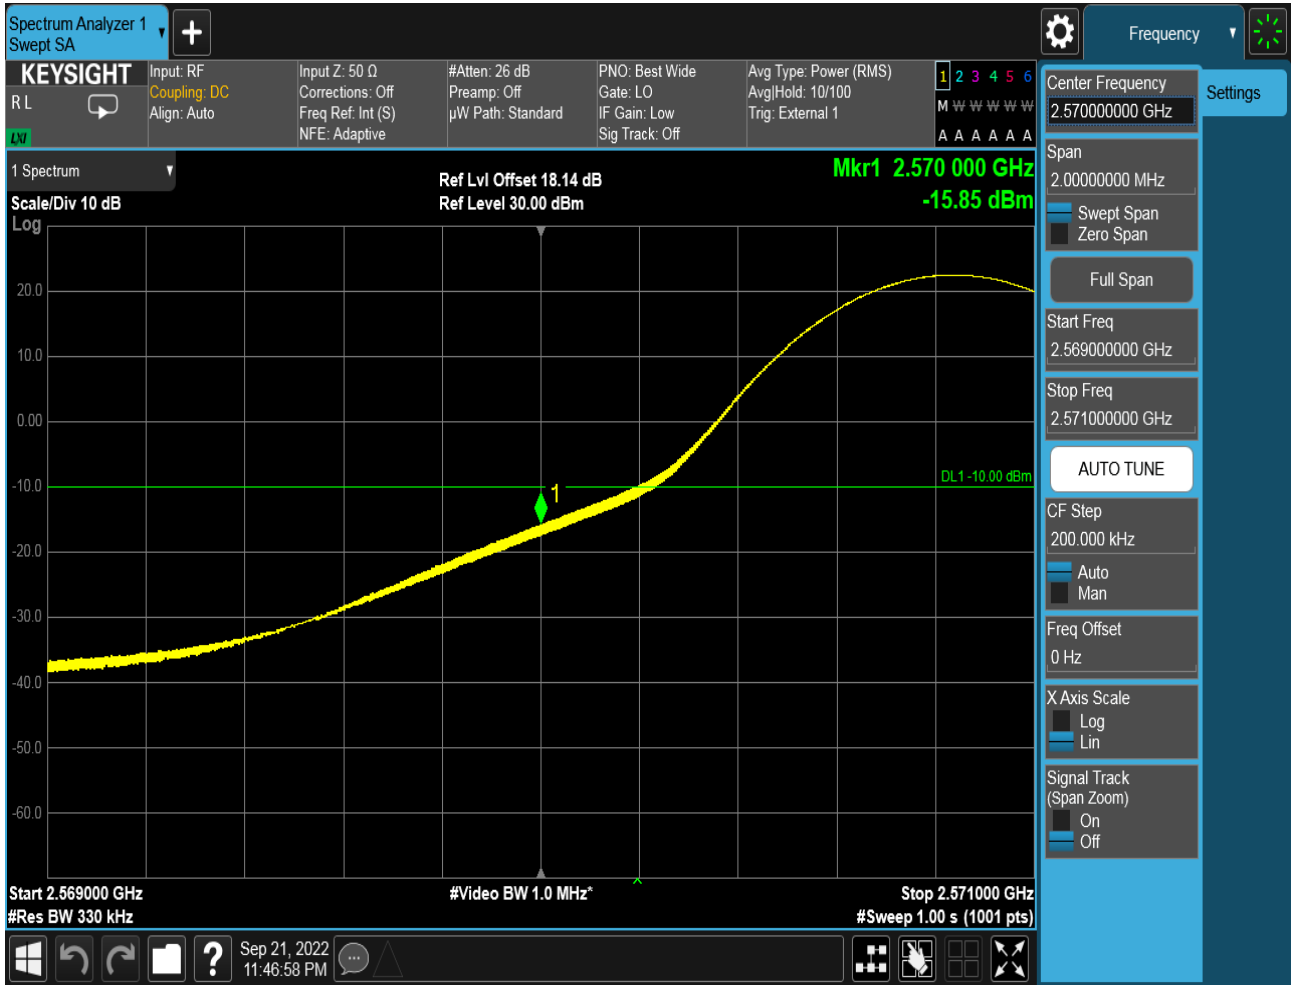 Spectrum Analyzer 1
Swept SA
Frequency
KEYSIGHT
R L
LXI
Input: RF
Coupling: DC
Align: Auto
Input Z: 50 Ω
Corrections: Off
Freq Ref: Int (S)
NFE: Adaptive
#Atten: 26 dB
Preamp: Off
µW Path: Standard
PNO: Best Wide
Gate: LO
IF Gain: Low
Sig Track: Off
Avg Type: Power (RMS)
Avg|Hold: 10/100
Trig: External 1
1 2 3 4 5 6
M W W W W W
A A A A A A
1 Spectrum
Scale/Div 10 dB
Log
Ref Lvl Offset 18.14 dB
Ref Level 30.00 dBm
Mkr1 2.570 000 GHz
-15.85 dBm
20.0
10.0
0.00
-10.0
-20.0
-30.0
-40.0
-50.0
-60.0
1
DL1 -10.00 dBm
Start 2.569000 GHz
#Res BW 330 kHz
#Video BW 1.0 MHz*
Stop 2.571000 GHz
#Sweep 1.00 s (1001 pts)
Center Frequency
2.570000000 GHz
Settings
Span
2.00000000 MHz
Swept Span
Zero Span
Full Span
Start Freq
2.569000000 GHz
Stop Freq
2.571000000 GHz
AUTO TUNE
CF Step
200.000 kHz
Auto
Man
Freq Offset
0 Hz
X Axis Scale
Log
Lin
Signal Track
(Span Zoom)
On
Off
?
Sep 21, 2022
11:46:58 PM